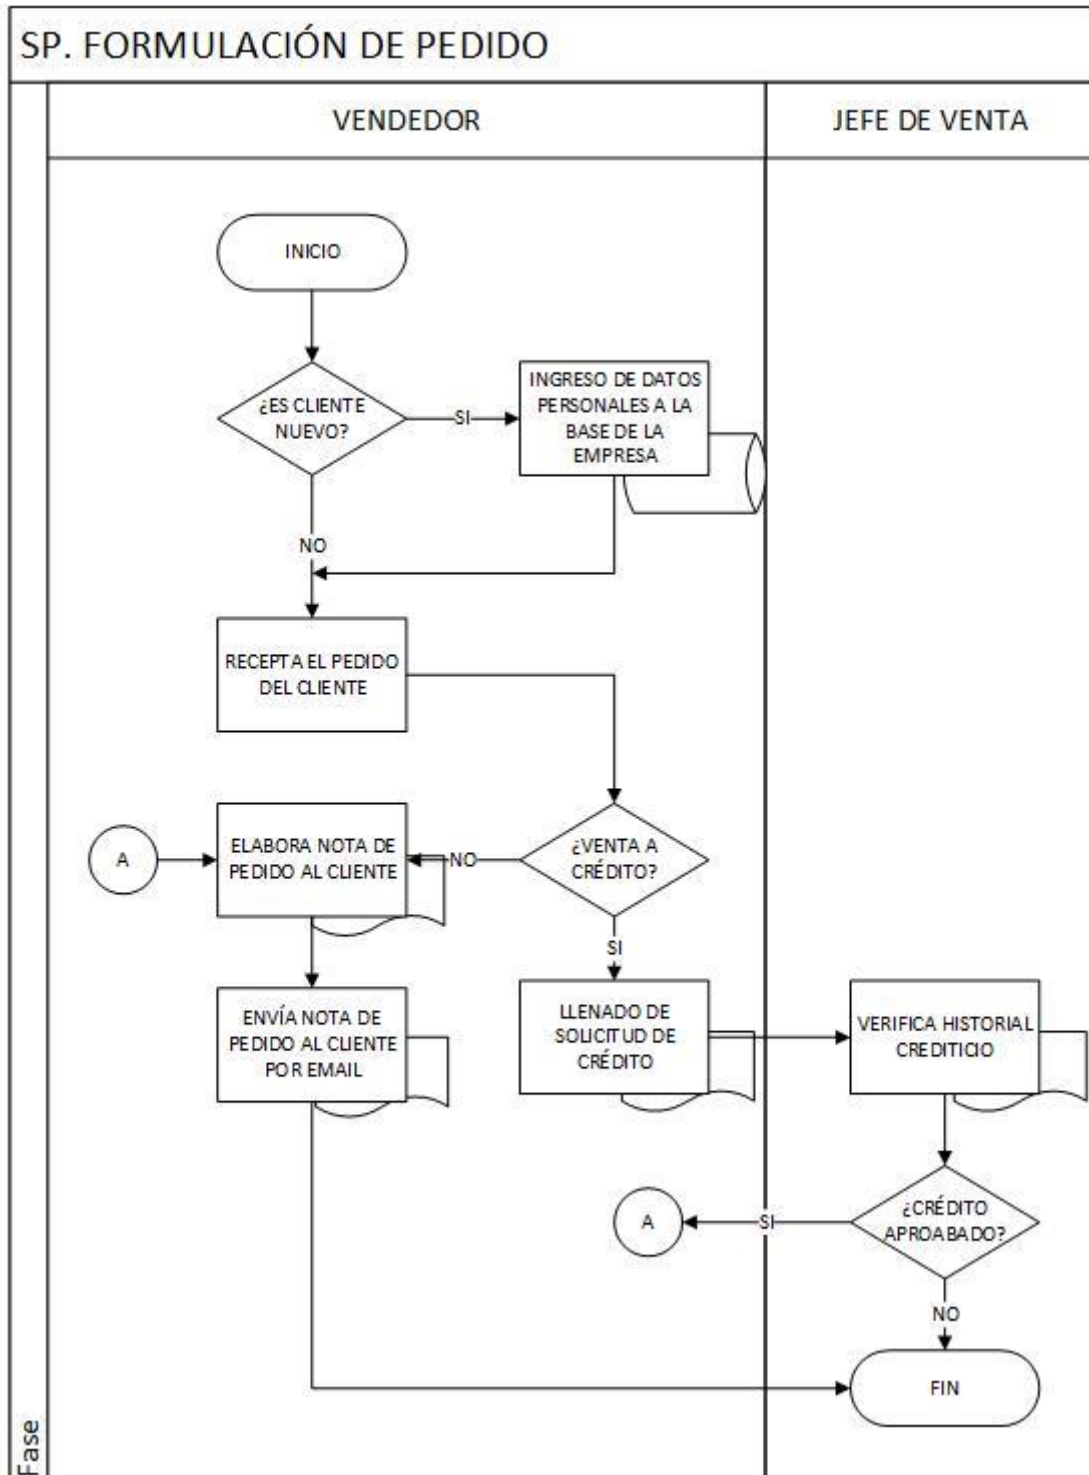 SP. FORMULACIÓN DE PEDIDO
VENDEDOR
JEFE DE VENTA
INICIO
¿ES CLIENTE
NUEVO?
SI
INGRESO DE DATOS
PERSONALES A LA
BASE DE LA
EMPRESA
NO
RECEPTA EL PEDIDO
DEL CLIENTE
A
ELABORA NOTA DE
PEDIDO AL CLIENTE
NO
¿VENTA A
CRÉDITO?
SI
ENVÍA NOTA DE
PEDIDO AL CLIENTE
POR EMAIL
LLENADO DE
SOLICITUD DE
CRÉDITO
VERIFICA HISTORIAL
CREDITICIO
A
SI
¿CRÉDITO
APROABADO?
NO
FIN
Fase